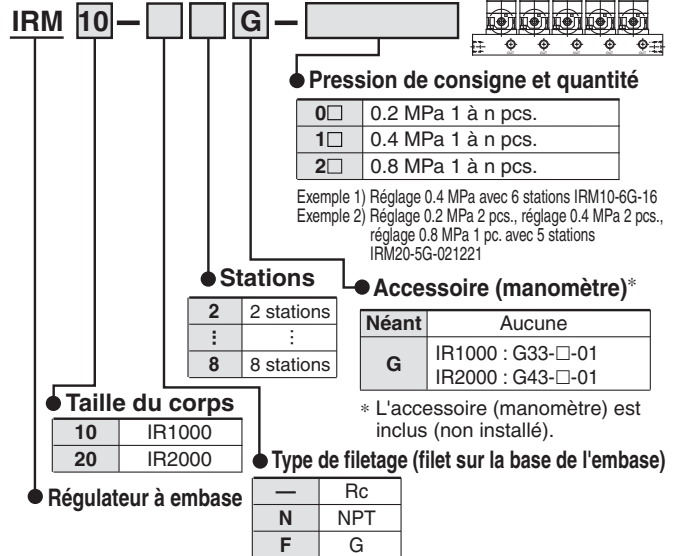 IRM 10 — □ □ G — □
● Pression de consigne et quantité
0□ 0.2 MPa 1 à n pcs.
1□ 0.4 MPa 1 à n pcs.
2□ 0.8 MPa 1 à n pcs.
Exemple 1) Réglage 0.4 MPa avec 6 stations IRM10-6G-16
Exemple 2) Réglage 0.2 MPa 2 pcs., réglage 0.4 MPa 2 pcs.,
réglage 0.8 MPa 1 pc. avec 5 stations
IRM20-5G-021221
● Stations
2 2 stations
⋮ ⋮
8 8 stations
● Accessoire (manomètre)*
Néant Aucune
G IR1000 : G33-□-01
IR2000 : G43-□-01
* L'accessoire (manomètre) est
inclus (non installé).
● Taille du corps
10 IR1000
20 IR2000
● Type de filetage (filet sur la base de l'embase)
— Rc
N NPT
F G
● Régulateur à embase